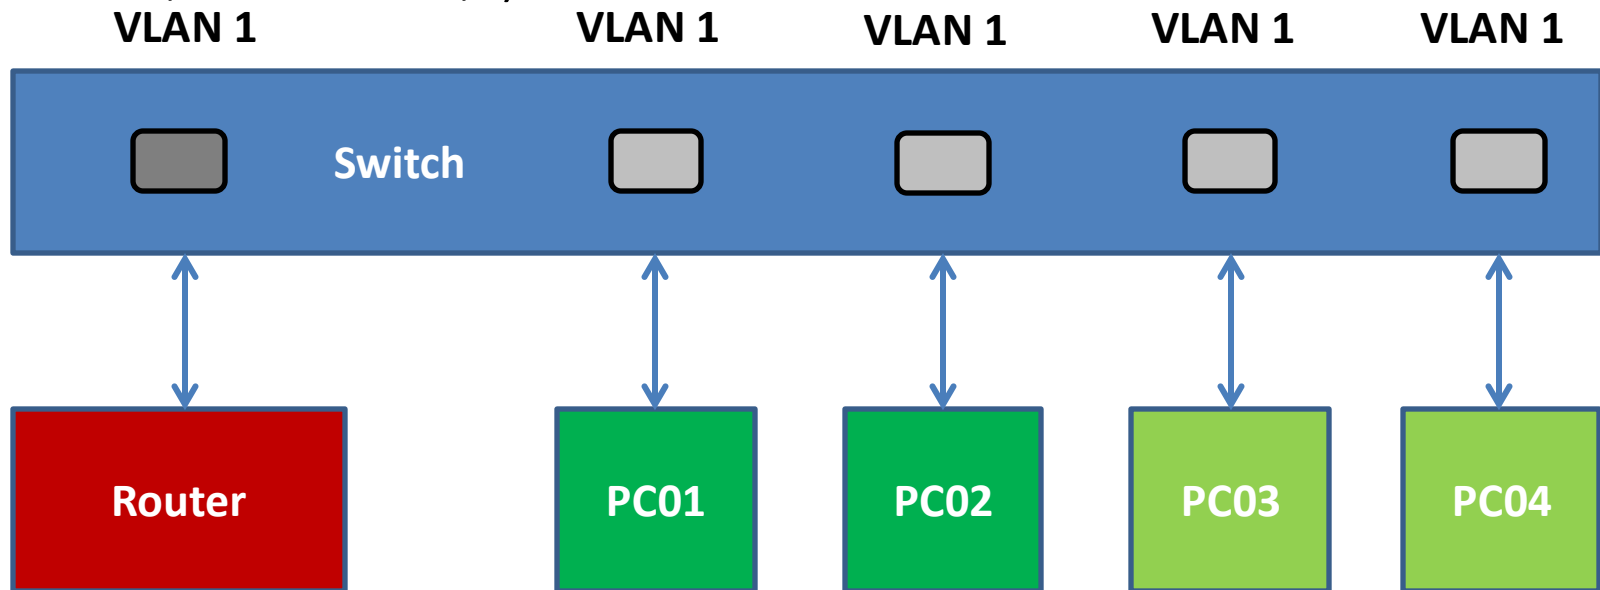 VLAN 1 VLAN 1 VLAN 1 VLAN 1 VLAN 1
Switch
Router PC01 PC02 PC03 PC04